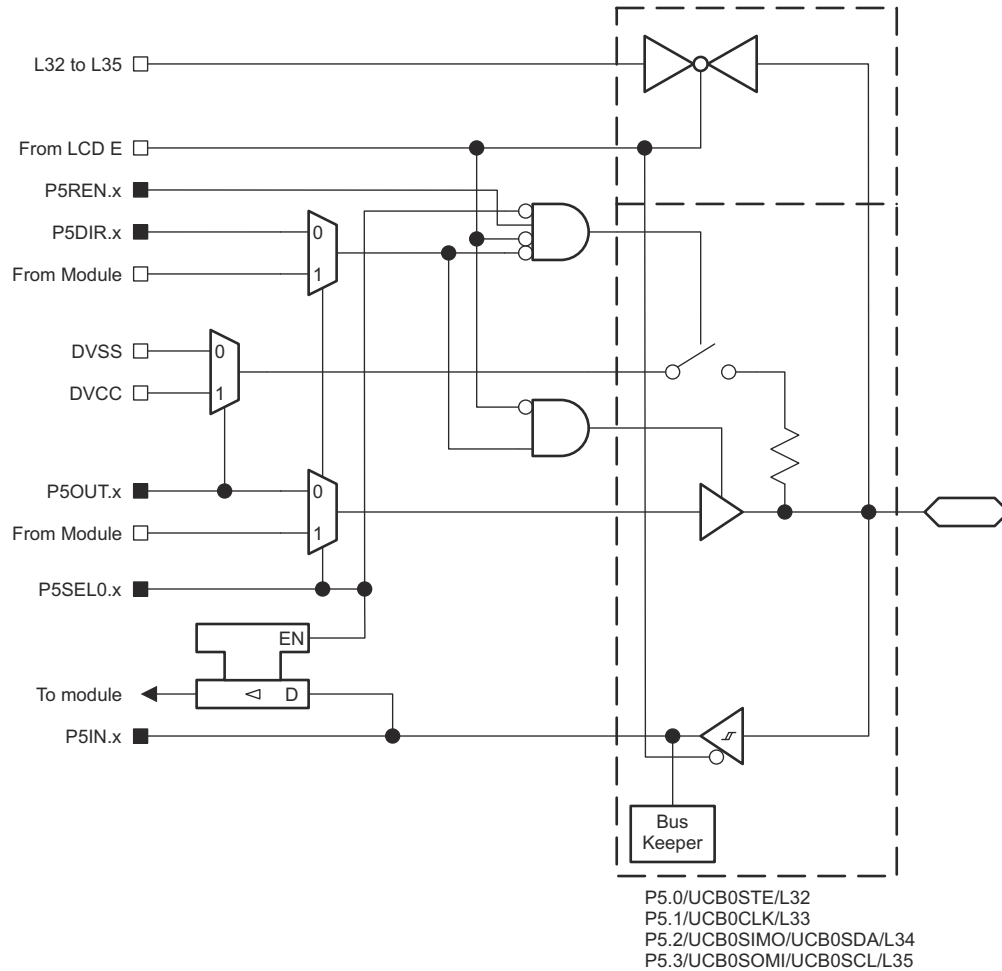 L32 to L35
From LCD E
P5REN.x
P5DIR.x
0
From Module
1
DVSS
0
DVCC
1
P5OUT.x
0
From Module
1
P5SEL0.x
EN
To module
D
P5IN.x
Bus
Keeper
P5.0/UCB0STE/L32
P5.1/UCB0CLK/L33
P5.2/UCB0SIMO/UCB0SDA/L34
P5.3/UCB0SOMI/UCB0SCL/L35